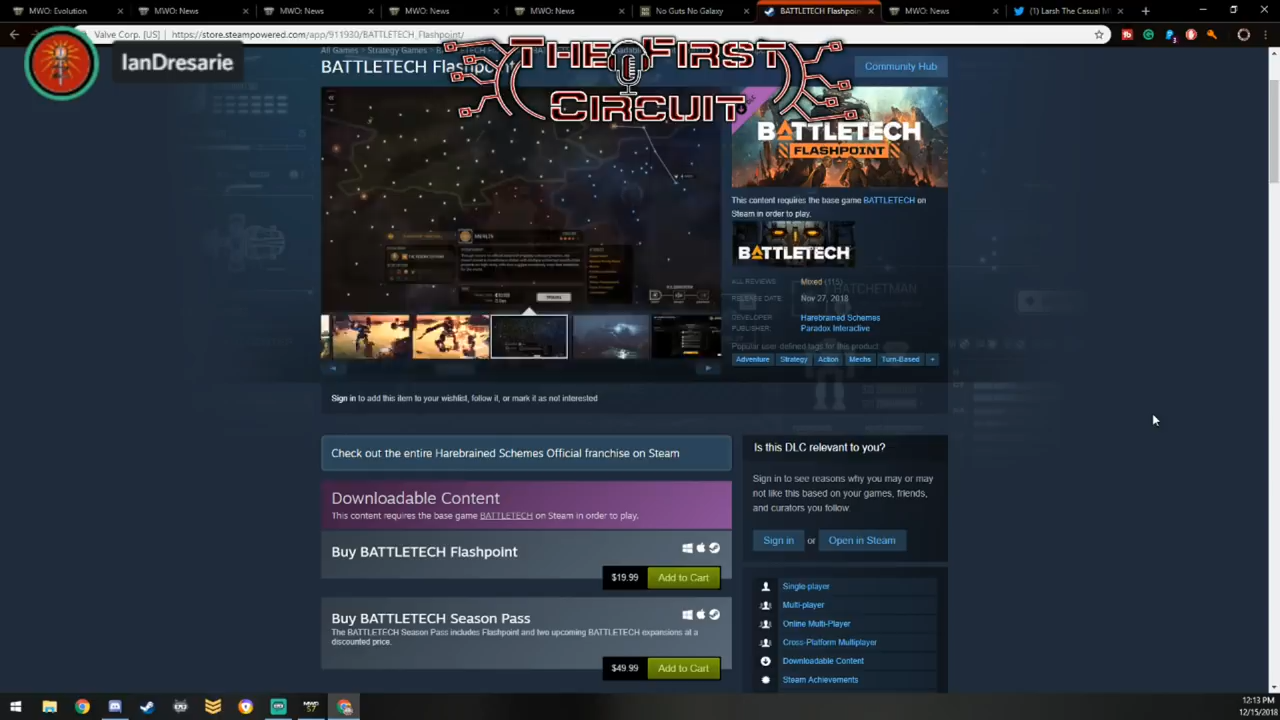 MWO: Evolution
MWO: News
MWO: News
MWO: News
MWO: News
No Guts No Galaxy
BATTLETECH Flashpoint
MWO: News
(1) Larsh The Casual M
Valve Corp. [US] | https://store.steampowered.com/app/911930/BATTLETECH_Flashpoint/
IanDresarie
THE FIRST
CIRCUIT
All Games > Strategy Games >
BATTLETECH Flashpoint
Community Hub
BATTLETECH
FLASHPOINT
This content requires the base game BATTLETECH on
Steam in order to play.
BATTLETECH
ALL REVIEWS: Mixed (115)
RELEASE DATE: Nov 27, 2018
HATCHETMAN
DEVELOPER: Harebrained Schemes
PUBLISHER: Paradox Interactive
Popular user-defined tags for this product:
Adventure Strategy Action Mechs Turn-Based +
Sign in to add this item to your wishlist, follow it, or mark it as not interested
Check out the entire Harebrained Schemes Official franchise on Steam
Downloadable Content
This content requires the base game BATTLETECH on Steam in order to play.
Buy BATTLETECH Flashpoint
$19.99 Add to Cart
Buy BATTLETECH Season Pass
The BATTLETECH Season Pass includes Flashpoint and two upcoming BATTLETECH expansions at a
discounted price.
$49.99 Add to Cart
Is this DLC relevant to you?
Sign in to see reasons why you may or may
not like this based on your games, friends,
and curators you follow.
Sign in or Open in Steam
Single-player
Multi-player
Online Multi-Player
Cross-Platform Multiplayer
Downloadable Content
Steam Achievements
12:13 PM
12/15/2018